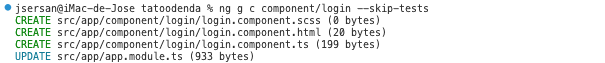 jsersan@iMac-de-Jose tatoodenda % ng g c component/login --skip-tests
CREATE src/app/component/login/login.component.scss (0 bytes)
CREATE src/app/component/login/login.component.html (20 bytes)
CREATE src/app/component/login/login.component.ts (199 bytes)
UPDATE src/app/app.module.ts (933 bytes)